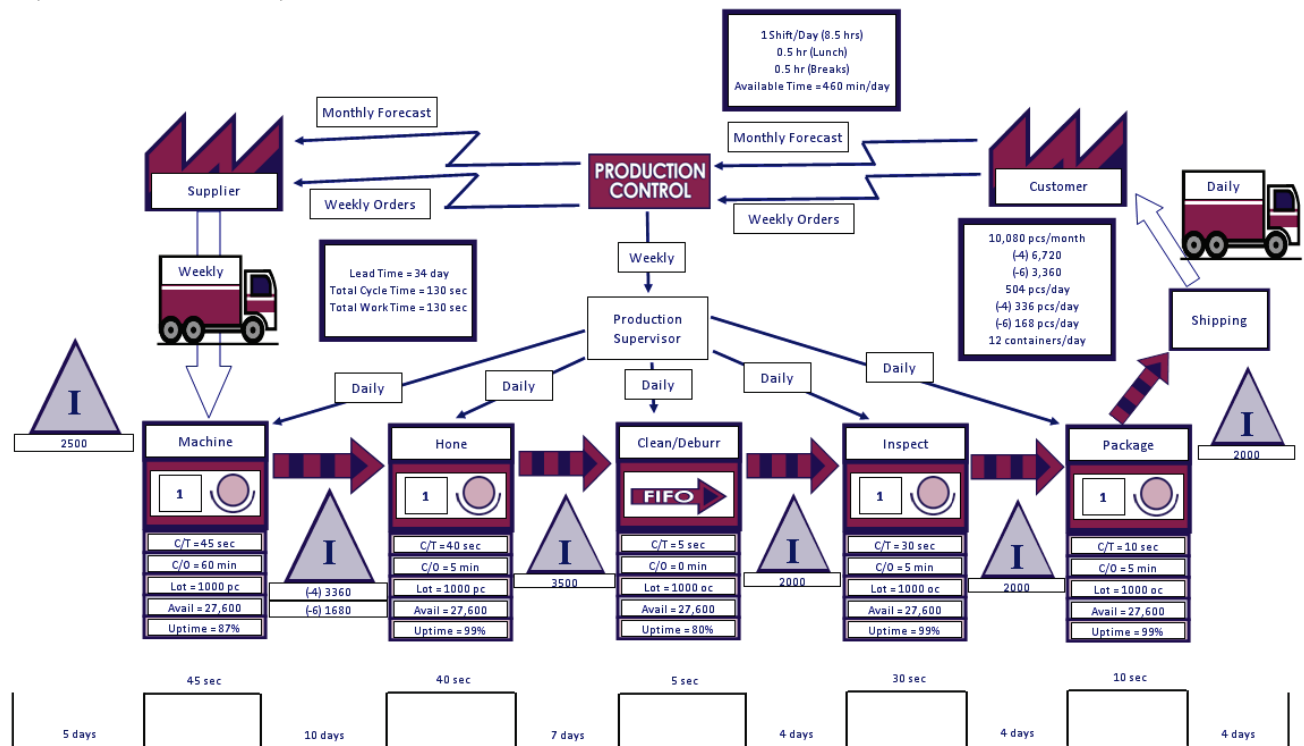 1 Shift/Day (8.5 hrs)
0.5 hr (Lunch)
0.5 hr (Breaks)
Available Time = 460 min/day
Monthly Forecast
Monthly Forecast
PRODUCTION
CONTROL
Supplier
Customer
Daily
Weekly Orders
Weekly Orders
Weekly
Weekly
Lead Time = 34 day
Total Cycle Time = 130 sec
Total Work Time = 130 sec
10,080 pcs/month
(-4) 6,720
(-6) 3,360
504 pcs/day
(-4) 336 pcs/day
(-6) 168 pcs/day
12 containers/day
Production
Supervisor
Shipping
Daily
Daily
Daily
Daily
Daily
I
2500
Machine
1
C/T = 45 sec
C/O = 60 min
Lot = 1000 pc
Avail = 27,600
Uptime = 87%
I
(-4) 3360
(-6) 1680
Hone
1
C/T = 40 sec
C/O = 5 min
Lot = 1000 pc
Avail = 27,600
Uptime = 99%
I
3500
Clean/Deburr
FIFO
C/T = 5 sec
C/O = 0 min
Lot = 1000 oc
Avail = 27,600
Uptime = 80%
I
2000
Inspect
1
C/T = 30 sec
C/O = 5 min
Lot = 1000 oc
Avail = 27,600
Uptime = 99%
I
2000
Package
1
C/T = 10 sec
C/O = 5 min
Lot = 1000 oc
Avail = 27,600
Uptime = 99%
I
2000
45 sec
40 sec
5 sec
30 sec
10 sec
5 days
10 days
7 days
4 days
4 days
4 days